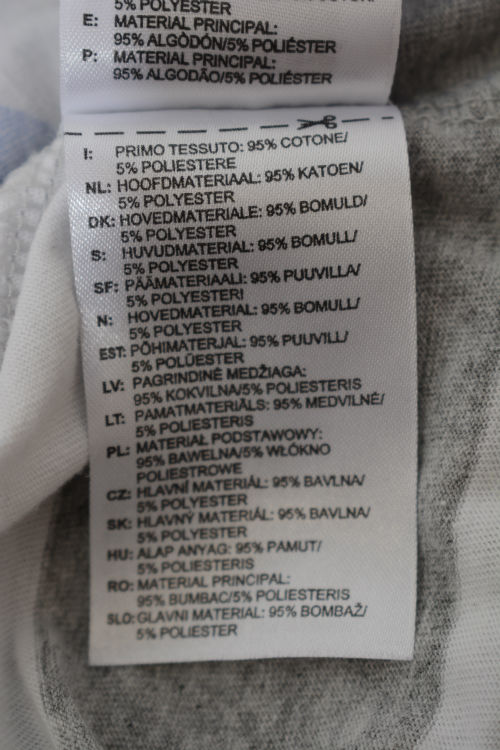 5% POLYESTER
E: MATERIAL PRINCIPAL:
95% ALGODÓN/5% POLIÉSTER
P: MATERIAL PRINCIPAL:
95% ALGODÃO/5% POLIÉSTER
I: PRIMO TESSUTO: 95% COTONE/
5% POLIESTERE
NL: HOOFDMATERIAAL: 95% KATOEN/
5% POLYESTER
DK: HOVEDMATERIALE: 95% BOMULD/
5% POLYESTER
S: HUVUDMATERIAL: 95% BOMULL/
5% POLYESTER
SF: PÄÄMATERIAALI: 95% PUUVILLA/
5% POLYESTERI
N: HOVEDMATERIAL: 95% BOMULL/
5% POLYESTER
EST: PÕHIMATERJAL: 95% PUUVILL/
5% POLÜESTER
LV: PAGRINDINĖ MEDŽIAGA:
95% KOKVILNA/5% POLIESTERIS
LT: PAMATMATERIĀLS: 95% MEDVILNĖ/
5% POLIESTERIS
PL: MATERIAŁ PODSTAWOWY:
95% BAWEŁNA/5% WŁÓKNO
POLIESTROWE
CZ: HLAVNÍ MATERIÁL: 95% BAVLNA/
5% POLYESTER
SK: HLAVNÝ MATERIÁL: 95% BAVLNA/
5% POLYESTER
HU: ALAP ANYAG: 95% PAMUT/
5% POLIESTERIS
RO: MATERIAL PRINCIPAL:
95% BUMBAC/5% POLIESTERIS
SLO: GLAVNI MATERIAL: 95% BOMBAŽ/
5% POLIESTER